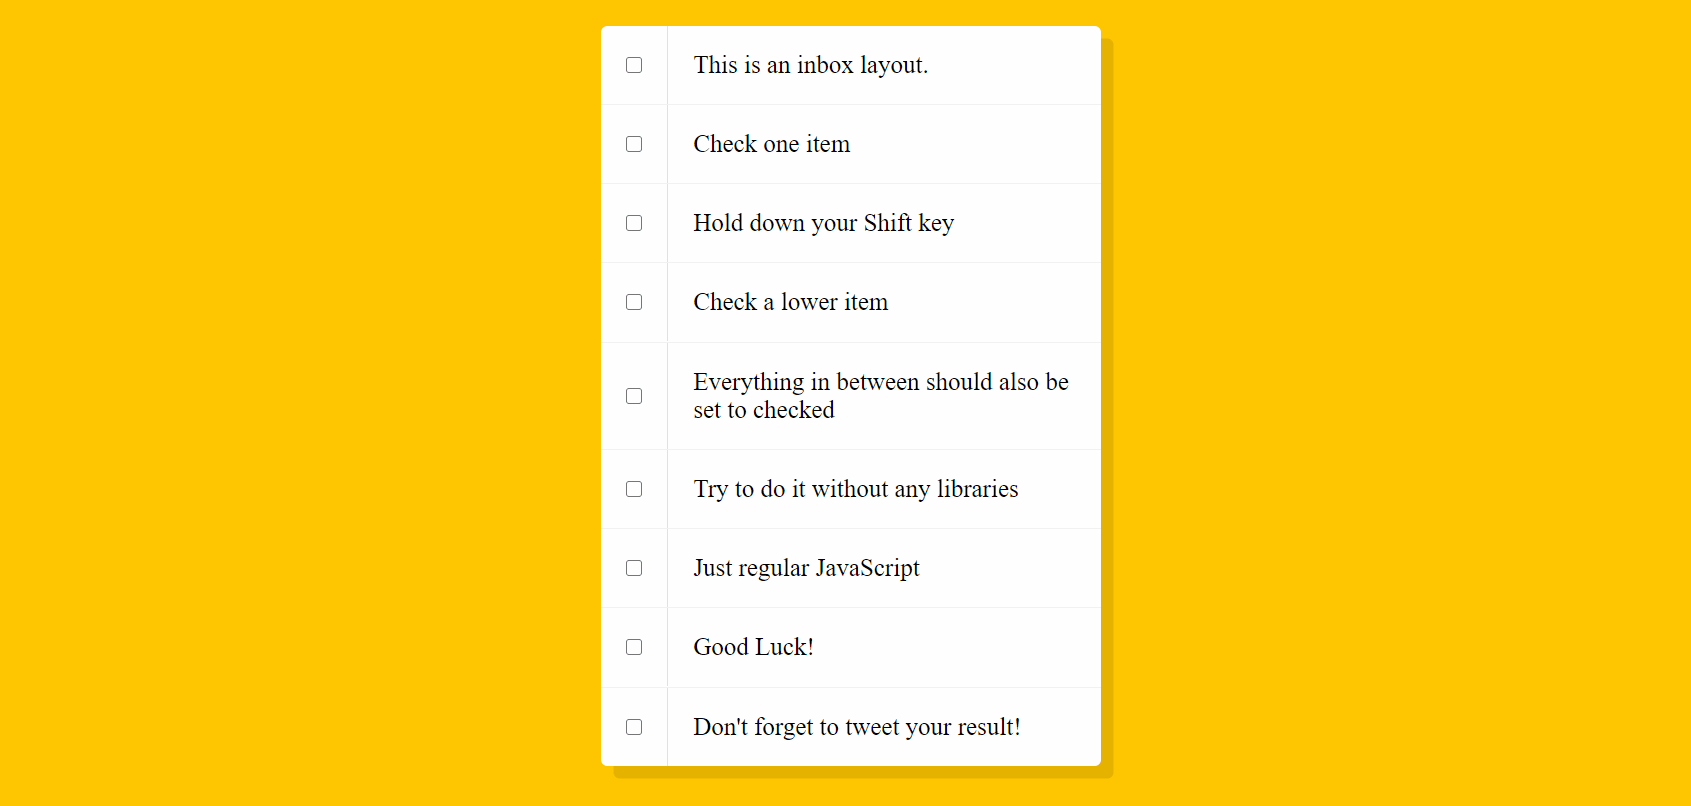 This is an inbox layout.
Check one item
Hold down your Shift key
Check a lower item
Everything in between should also be
set to checked
Try to do it without any libraries
Just regular JavaScript
Good Luck!
Don't forget to tweet your result!